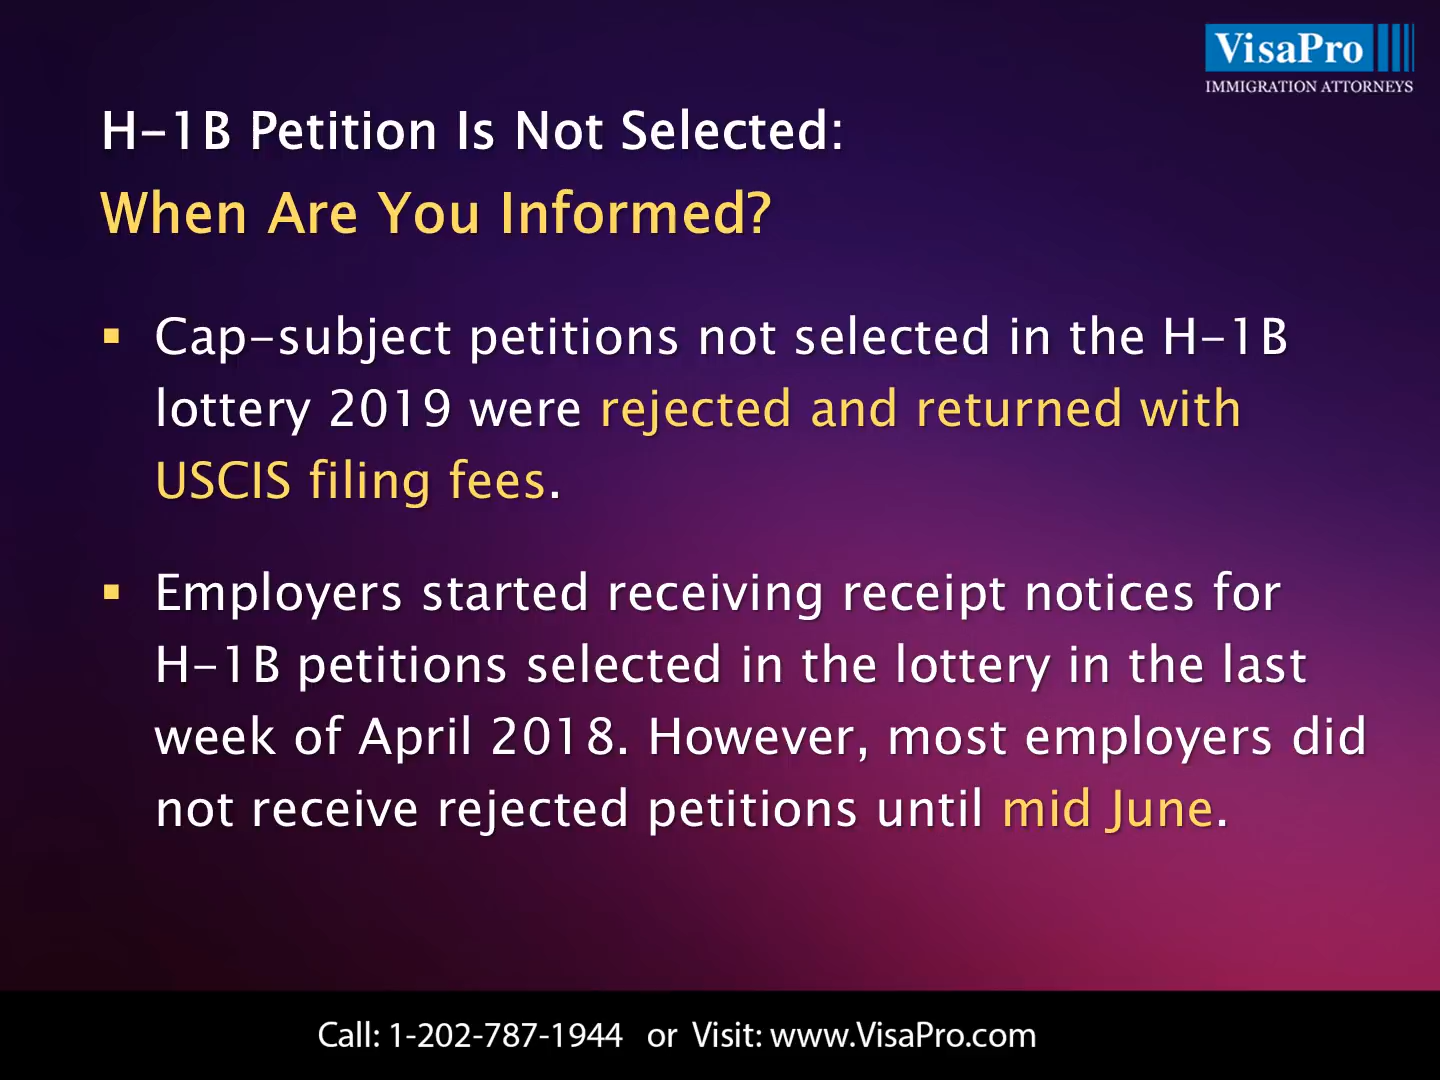 VisaPro
IMMIGRATION ATTORNEYS
H-1B Petition Is Not Selected:
When Are You Informed?
▪ Cap-subject petitions not selected in the H-1B
lottery 2019 were rejected and returned with
USCIS filing fees.
▪ Employers started receiving receipt notices for
H-1B petitions selected in the lottery in the last
week of April 2018. However, most employers did
not receive rejected petitions until mid June.
Call: 1-202-787-1944 or Visit: www.VisaPro.com